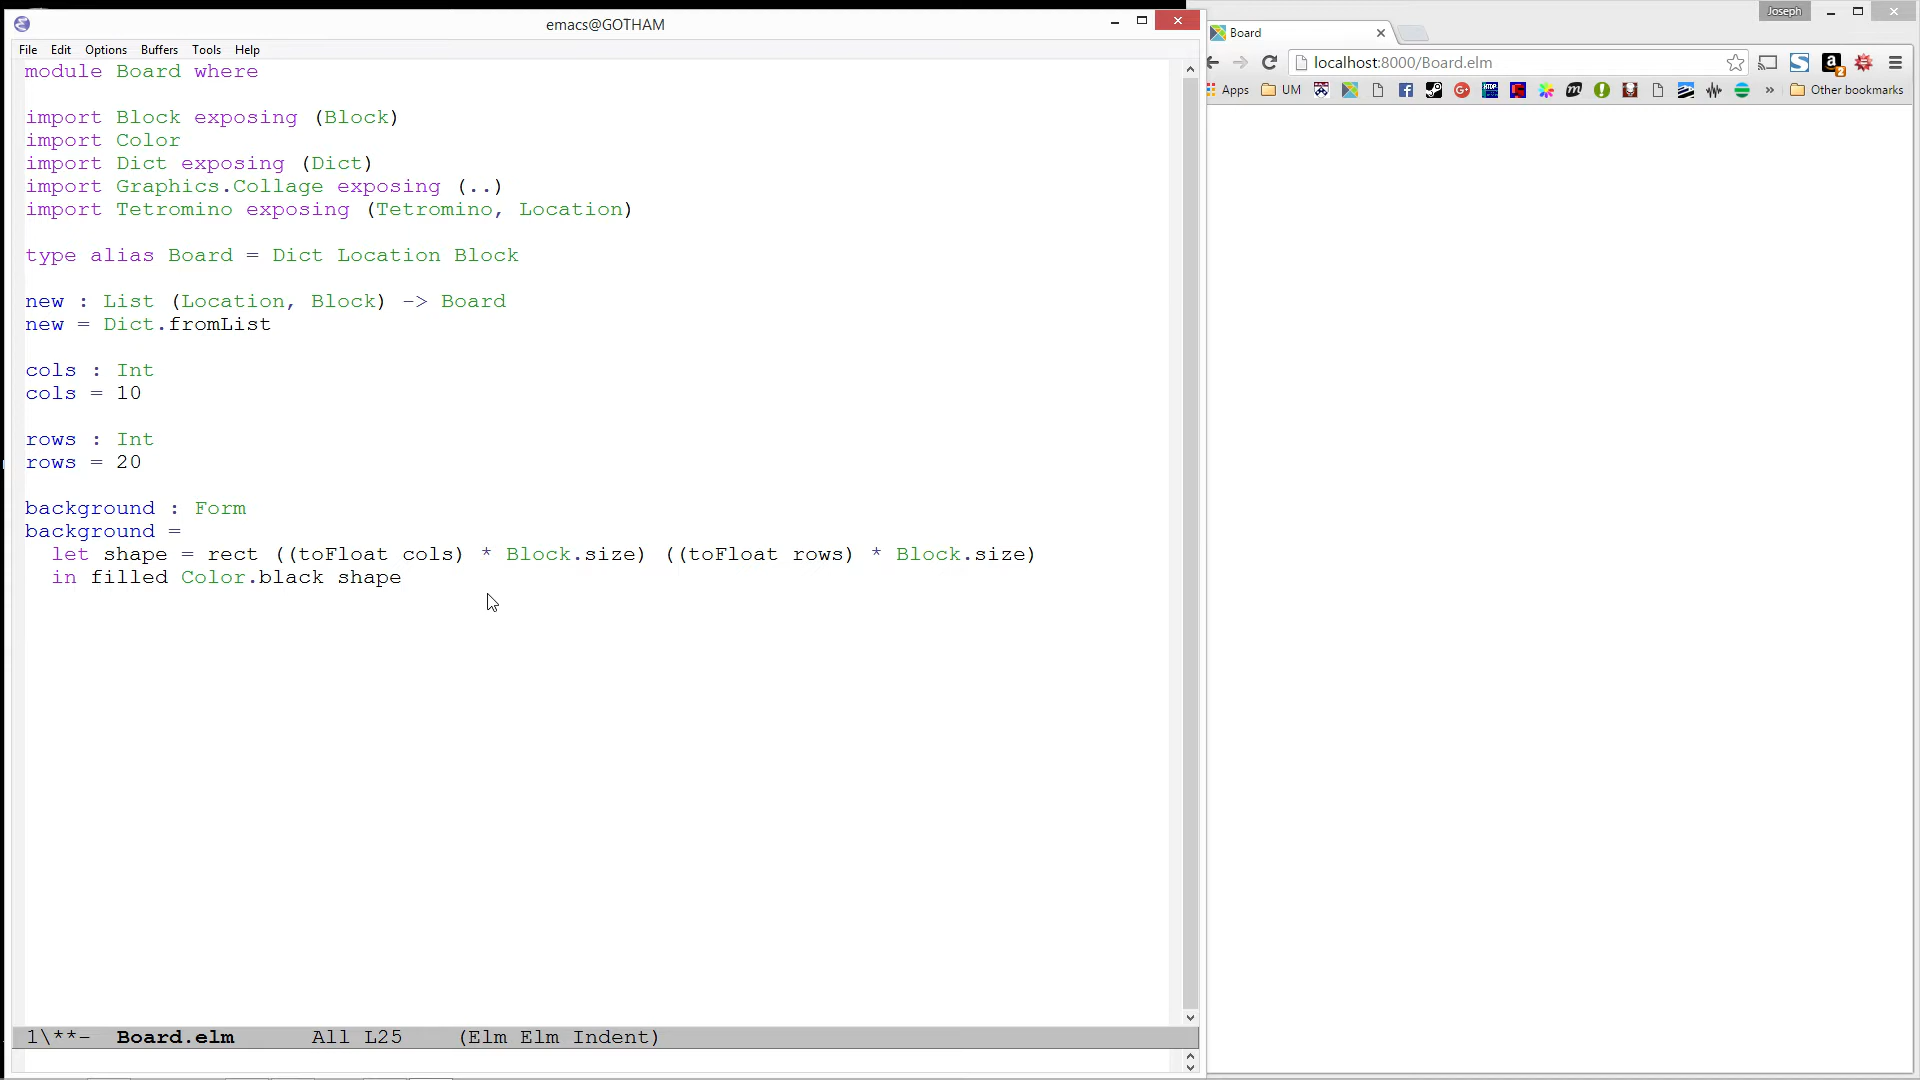 emacs@GOTHAM
File Edit Options Buffers Tools Help
module Board where
import Block exposing (Block)
import Color
import Dict exposing (Dict)
import Graphics.Collage exposing (..)
import Tetromino exposing (Tetromino, Location)
type alias Board = Dict Location Block
new : List (Location, Block) -> Board
new = Dict.fromList
cols : Int
cols = 10
rows : Int
rows = 20
background : Form
background =
let shape = rect ((toFloat cols) * Block.size) ((toFloat rows) * Block.size)
in filled Color.black shape
1\**- Board.elm All L25 (Elm Elm Indent)
Joseph
Board
localhost:8000/Board.elm
Apps UM » Other bookmarks